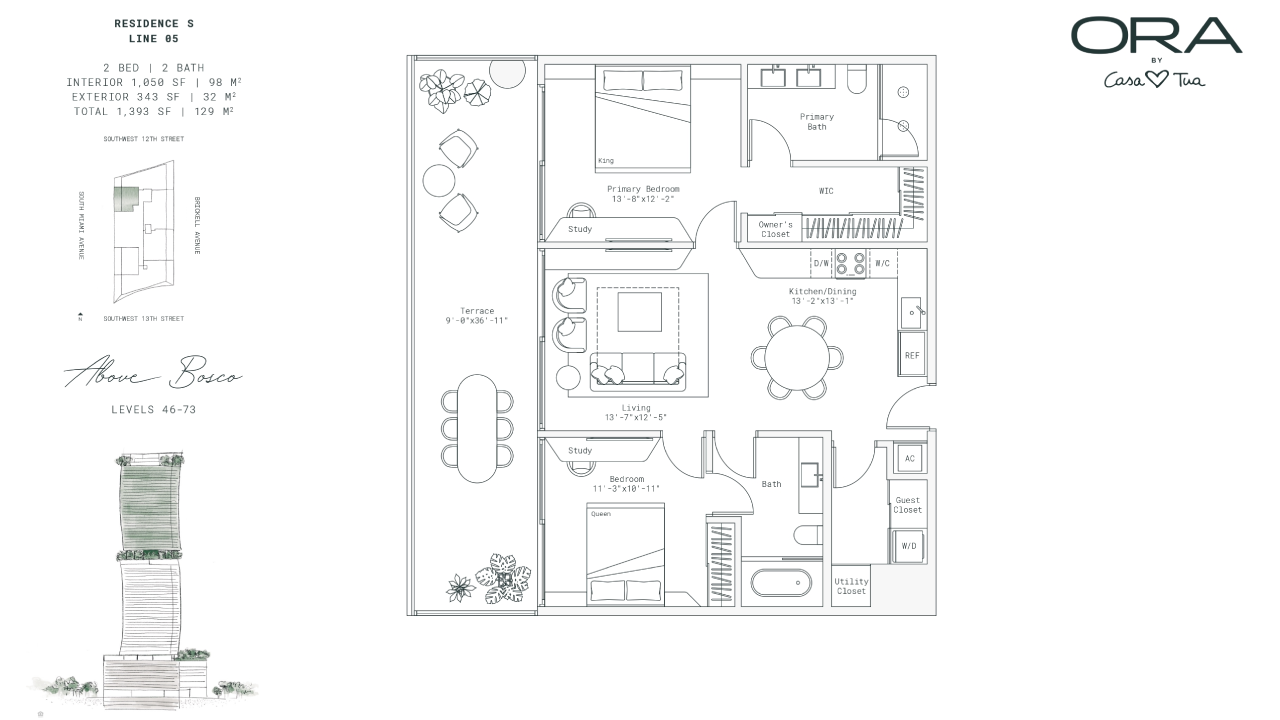 RESIDENCE S
LINE 05
2 BED | 2 BATH
INTERIOR 1,050 SF | 98 M²
EXTERIOR 343 SF | 32 M²
TOTAL 1,393 SF | 129 M²
SOUTHWEST 12TH STREET
SOUTH MIAMI AVENUE
BRICKELL AVENUE
N
SOUTHWEST 13TH STREET
Above Bosco
LEVELS 46-73
ORA
BY
Casa Tua
King
Primary Bedroom
13'-8"x12'-2"
Study
Primary
Bath
WIC
Owner's
Closet
D/W
W/C
Kitchen/Dining
13'-2"x13'-1"
REF
Terrace
9'-0"x36'-11"
Living
13'-7"x12'-5"
Study
Bedroom
11'-3"x10'-11"
Queen
Bath
AC
Guest
Closet
W/D
Utility
Closet